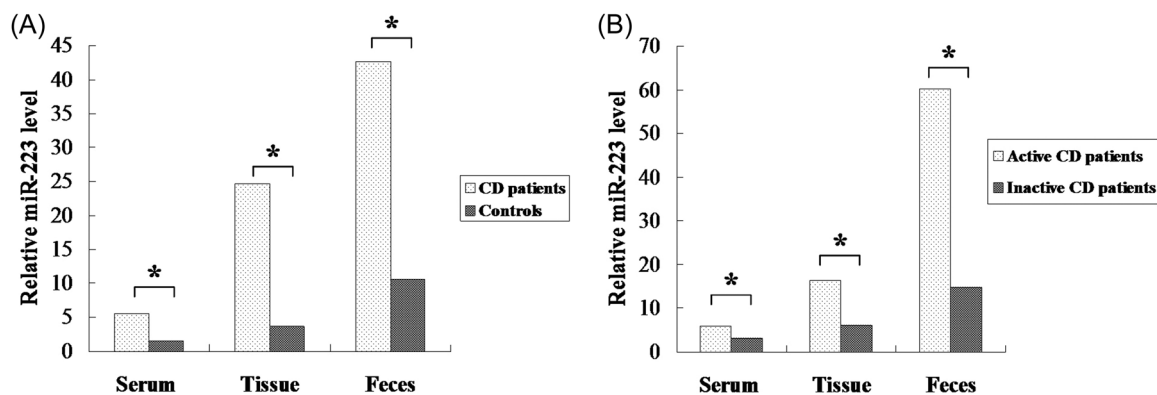 (A)
Relative miR-223 level
45
40
35
30
25
20
15
10
5
0
*
*
*
Serum
Tissue
Feces
CD patients
Controls
(B)
Relative miR-223 level
70
60
50
40
30
20
10
0
*
*
*
Serum
Tissue
Feces
Active CD patients
Inactive CD patients